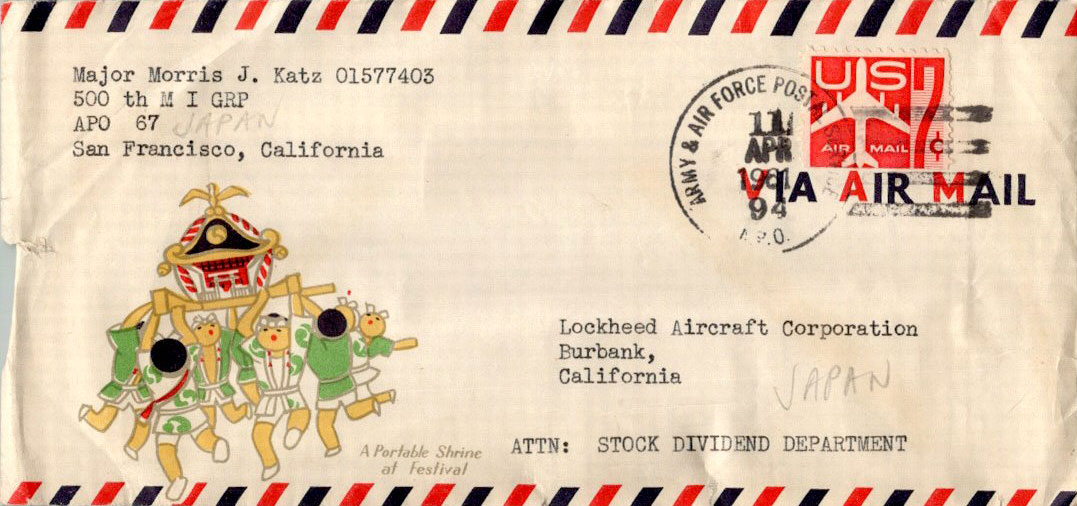 Major Morris J. Katz 01577403
500 th M I GRP
APO 67 JAPAN
San Francisco, California
ARMY & AIR FORCE POSTAL SERVICE
11
APR
1961
94
A.P.O.
US 7¢
AIR MAIL
VIA AIR MAIL
Lockheed Aircraft Corporation
Burbank,
California
JAPAN
ATTN: STOCK DIVIDEND DEPARTMENT
A Portable Shrine
at Festival